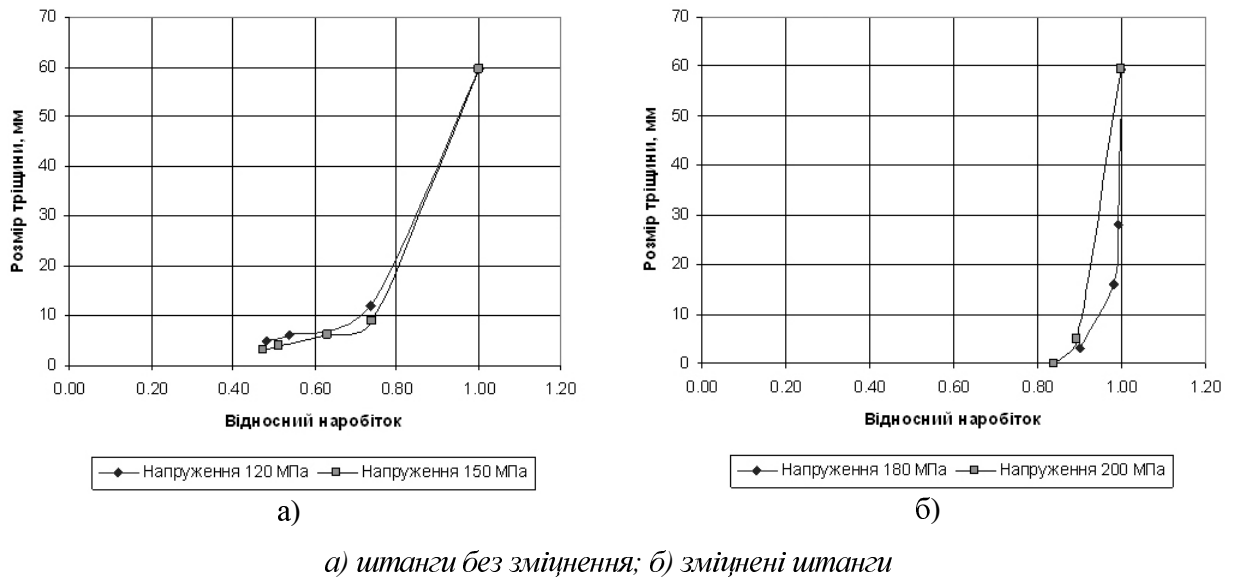 70
60
50
40
30
20
10
0
Розмір тріщини, мм
0.00 0.20 0.40 0.60 0.80 1.00 1.20
Відносний наробіток
Напруження 120 МПа Напруження 150 МПа
а)
70
60
50
40
30
20
10
0
Розмір тріщини, мм
0.00 0.20 0.40 0.60 0.80 1.00 1.20
Відносний наробіток
Напруження 180 МПа Напруження 200 МПа
б)
а) штанги без зміцнення; б) зміцнені штанги